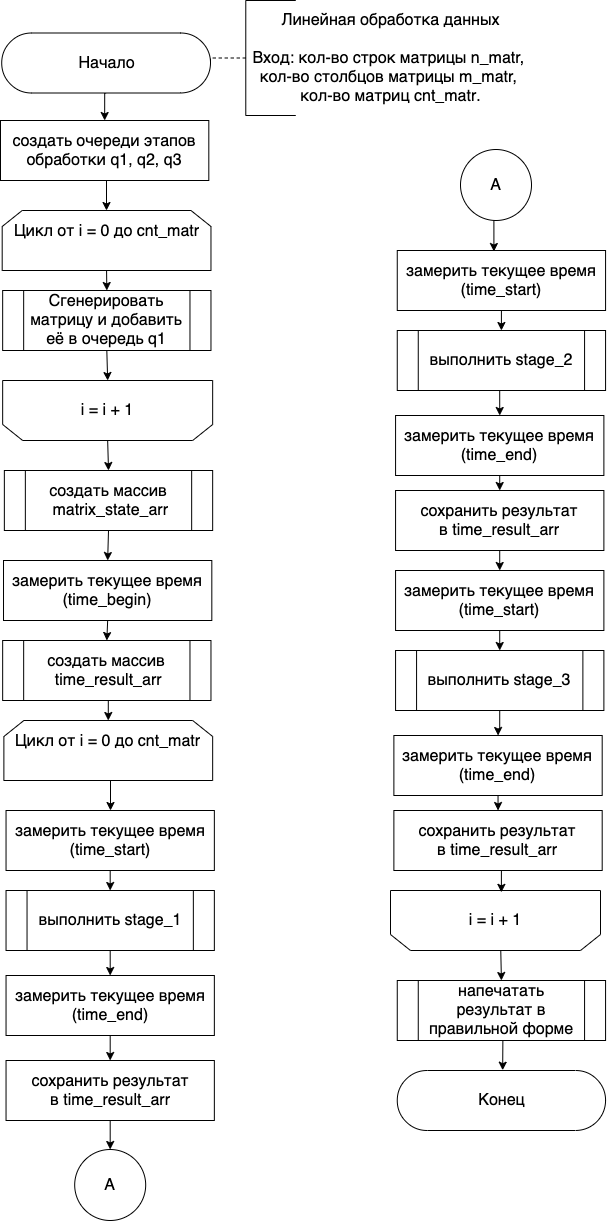 Линейная обработка данных
Вход: кол-во строк матрицы n_matr,
кол-во столбцов матрицы m_matr,
кол-во матриц cnt_matr.
Начало
создать очереди этапов
обработки q1, q2, q3
Цикл от i = 0 до cnt_matr
Сгенерировать
матрицу и добавить
её в очередь q1
i = i + 1
создать массив
matrix_state_arr
замерить текущее время
(time_begin)
создать массив
time_result_arr
Цикл от i = 0 до cnt_matr
замерить текущее время
(time_start)
выполнить stage_1
замерить текущее время
(time_end)
сохранить результат
в time_result_arr
A
A
замерить текущее время
(time_start)
выполнить stage_2
замерить текущее время
(time_end)
сохранить результат
в time_result_arr
замерить текущее время
(time_start)
выполнить stage_3
замерить текущее время
(time_end)
сохранить результат
в time_result_arr
i = i + 1
напечатать
результат в
правильной форме
Конец